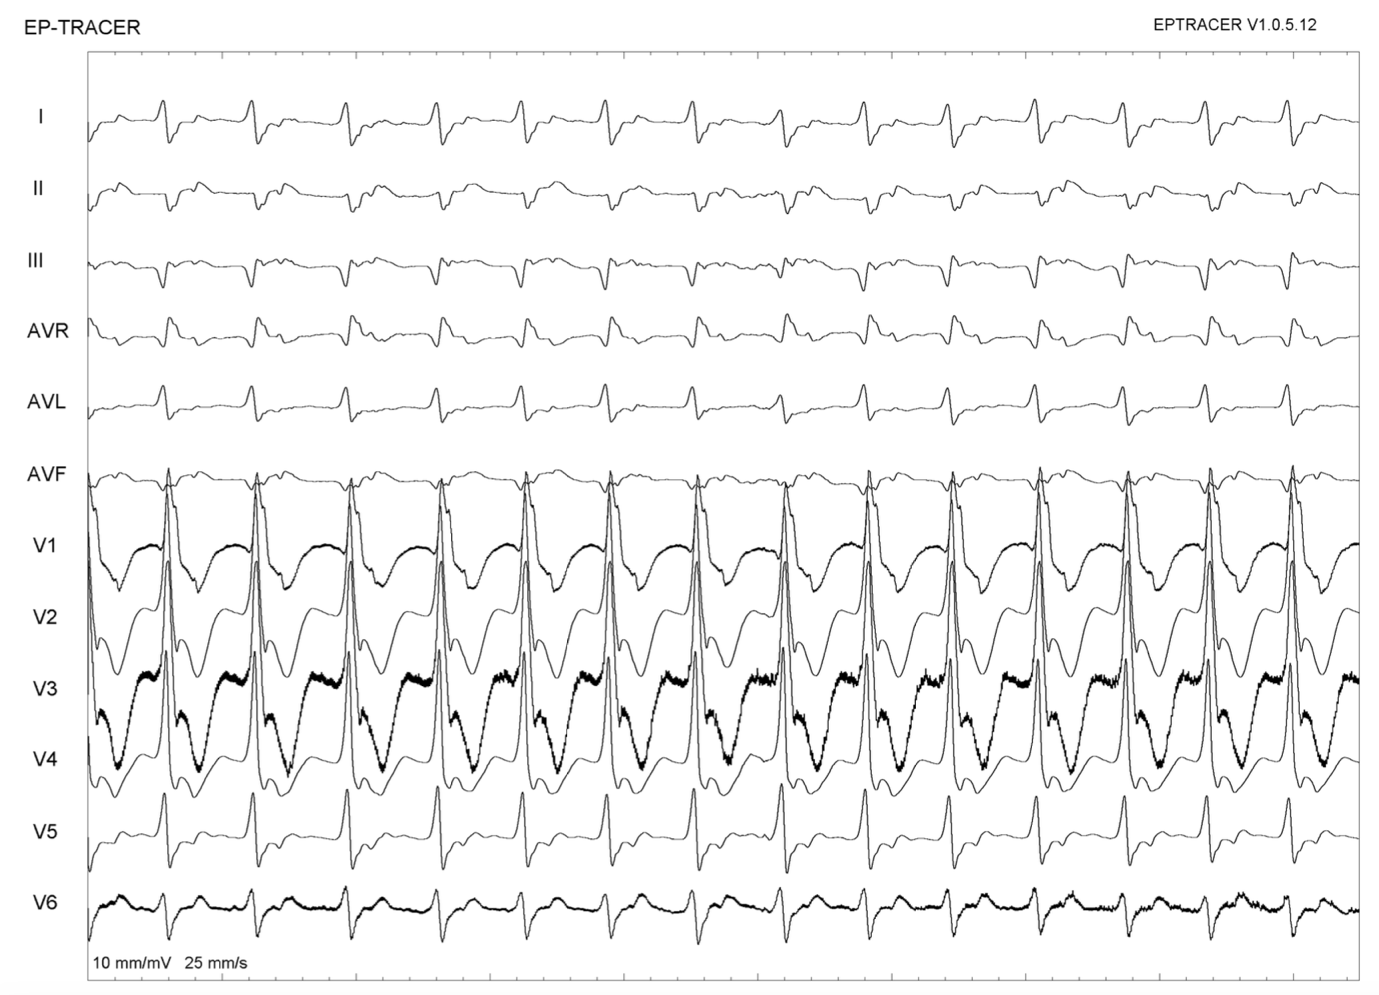 EP-TRACER
EPTRACER V1.0.5.12
I
II
III
AVR
AVL
AVF
V1
V2
V3
V4
V5
V6
10 mm/mV 25 mm/s